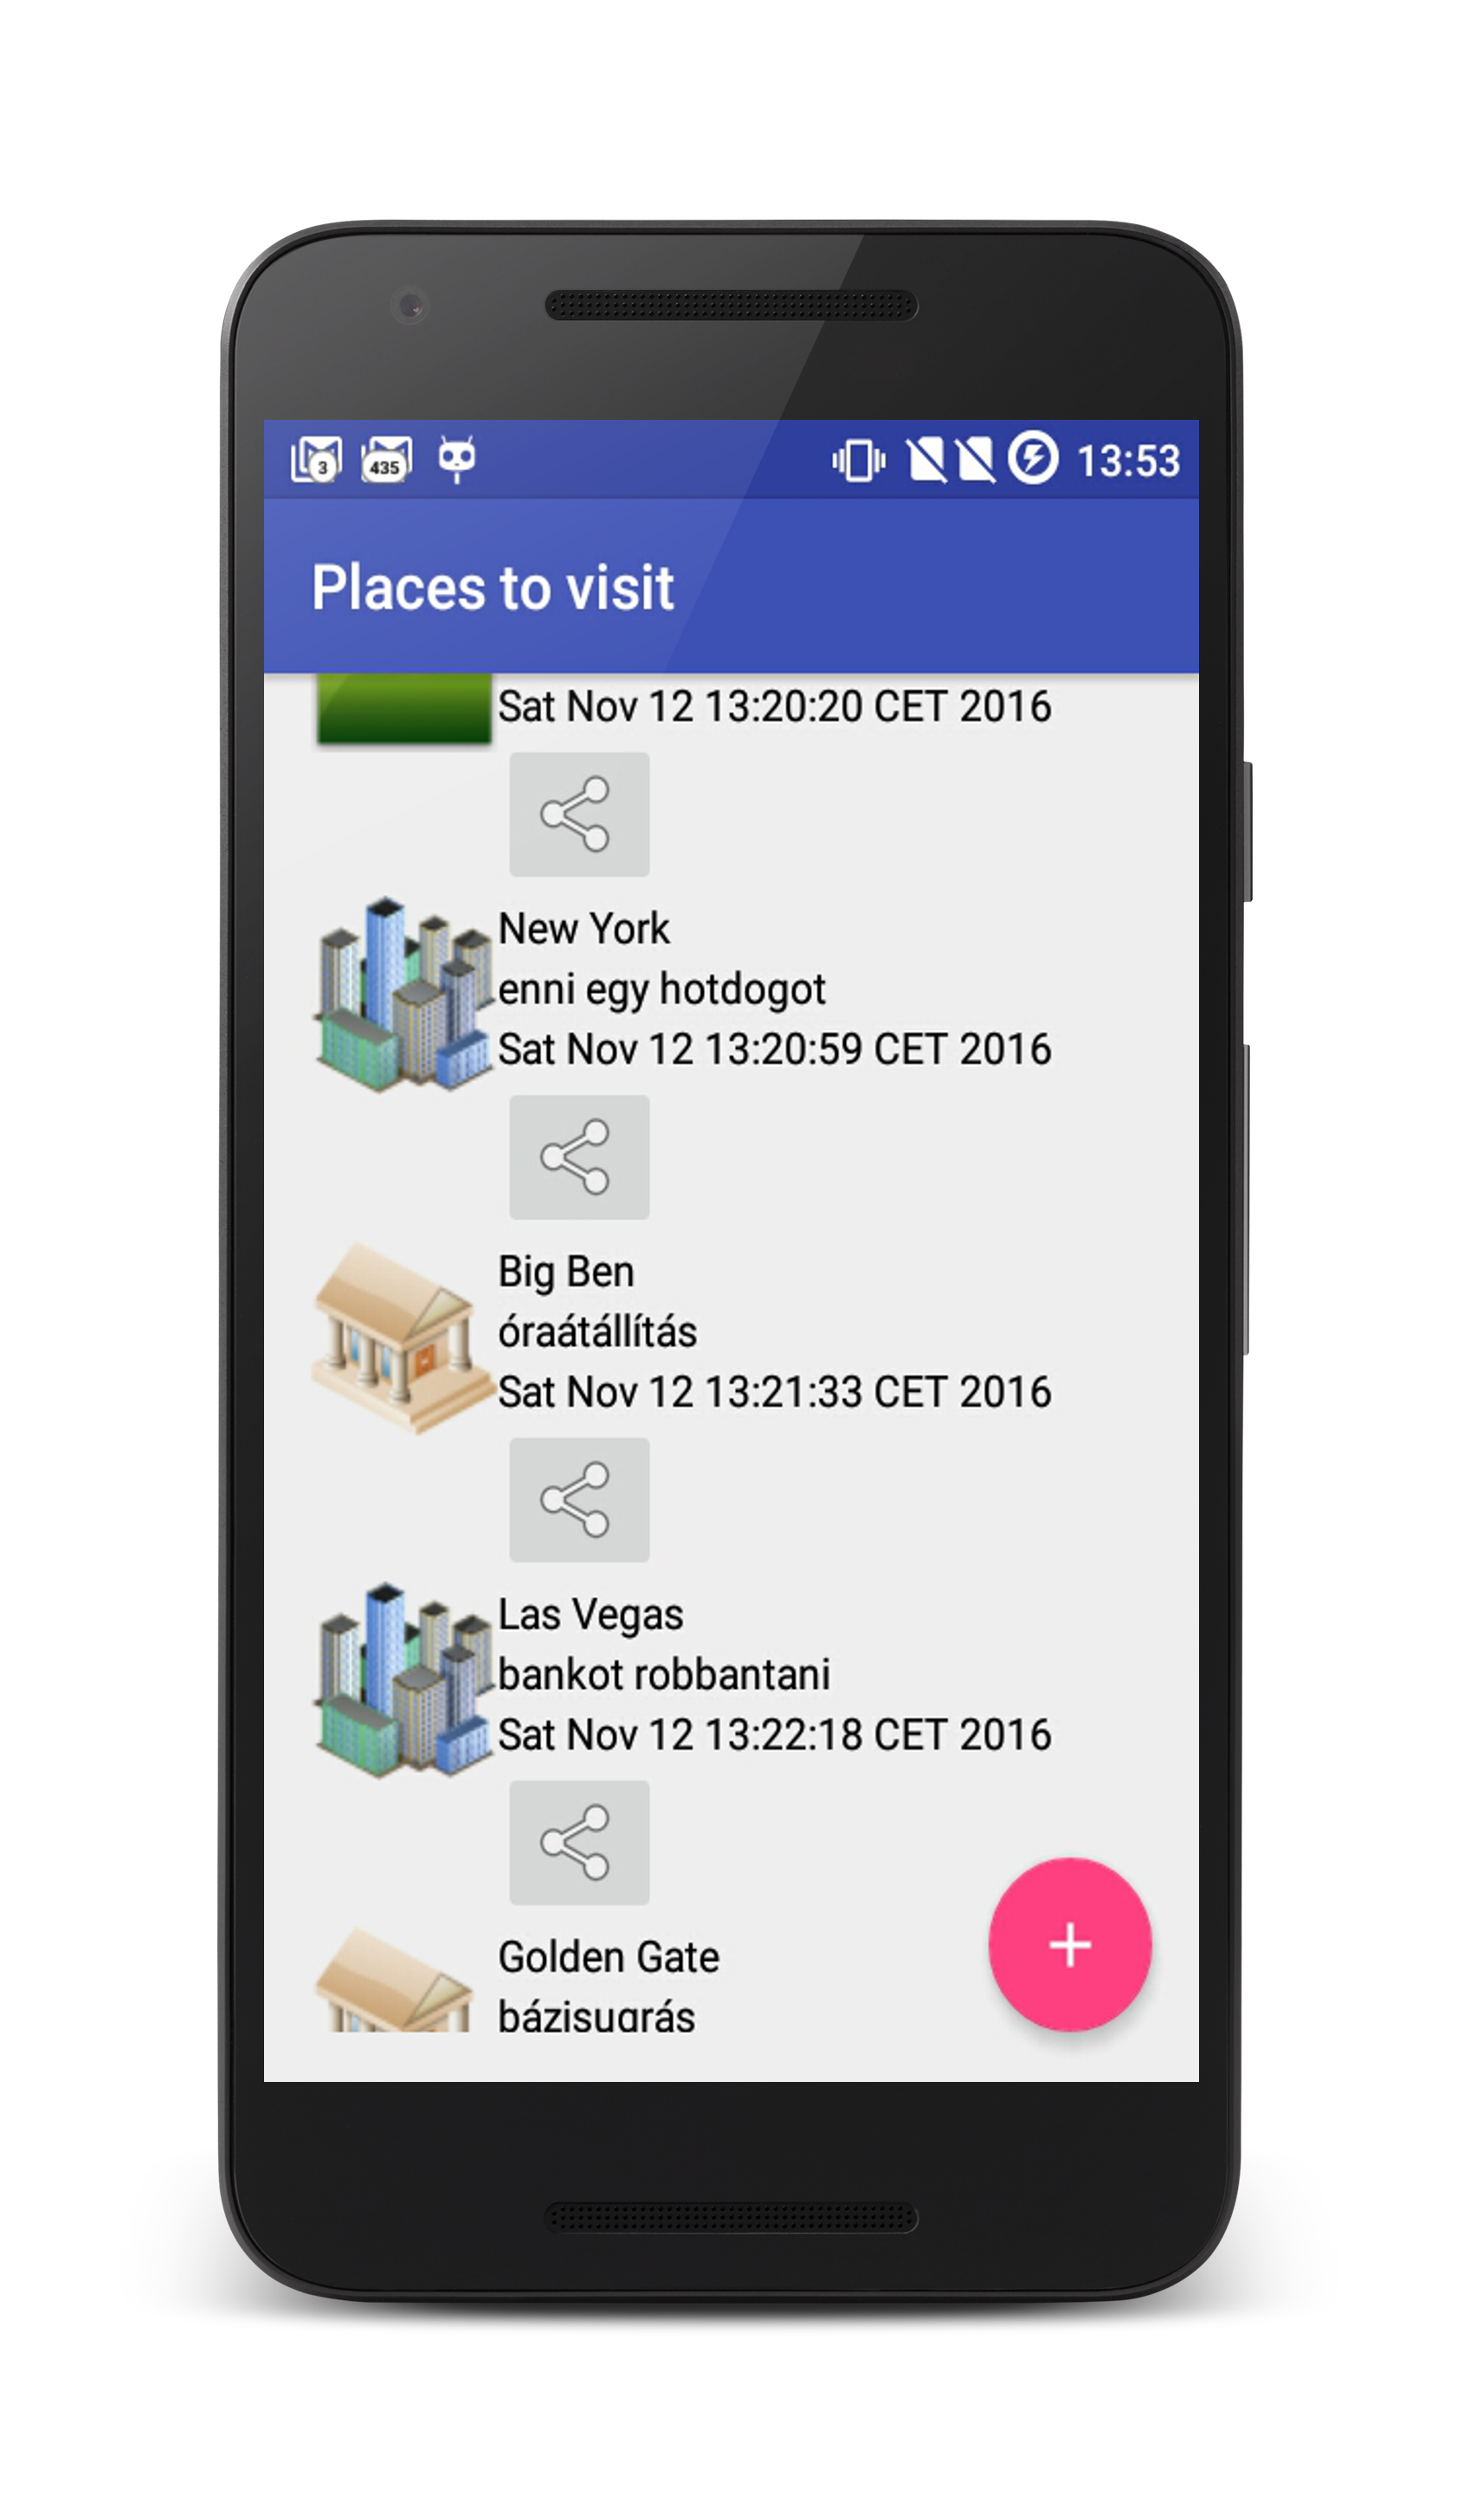 3 435 13:53
Places to visit
Sat Nov 12 13:20:20 CET 2016
New York
enni egy hotdogot
Sat Nov 12 13:20:59 CET 2016
Big Ben
óraátállítás
Sat Nov 12 13:21:33 CET 2016
Las Vegas
bankot robbantani
Sat Nov 12 13:22:18 CET 2016
Golden Gate
bázisugrás